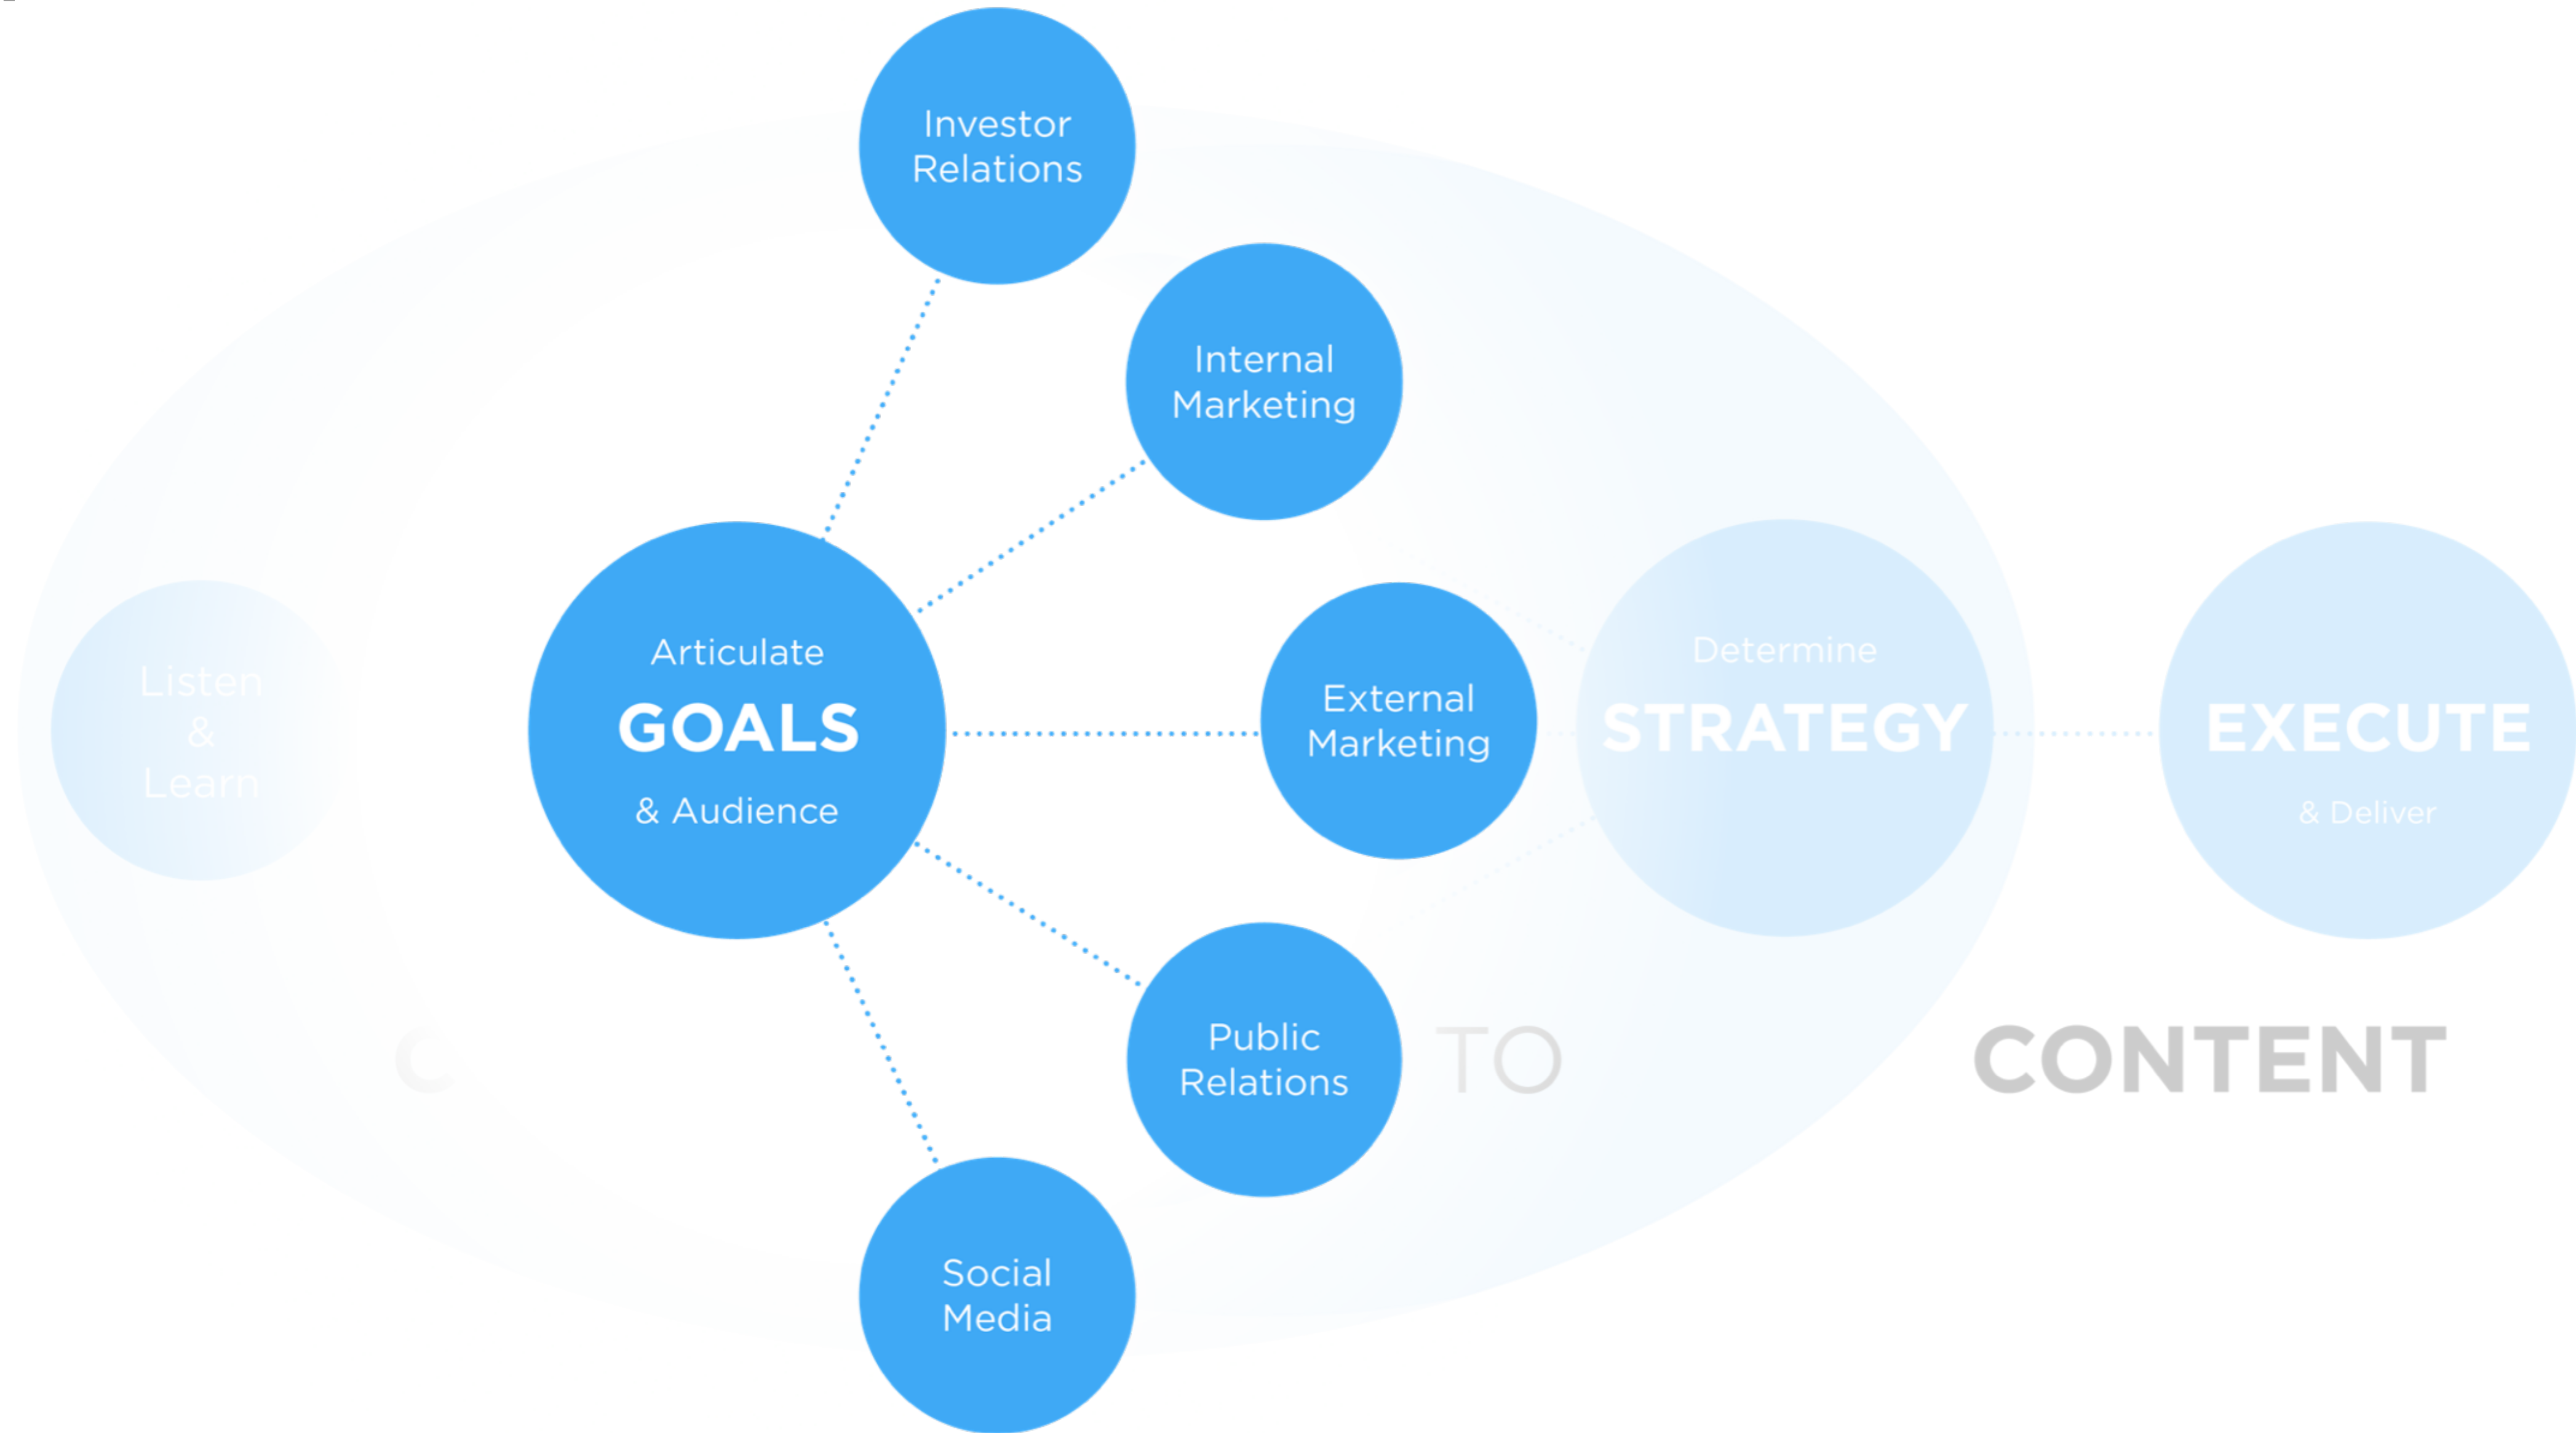 Investor
Relations
Internal
Marketing
Listen
&
Learn
Articulate
GOALS
& Audience
External
Marketing
Determine
STRATEGY
EXECUTE
& Deliver
Public
Relations
C
TO
CONTENT
Social
Media